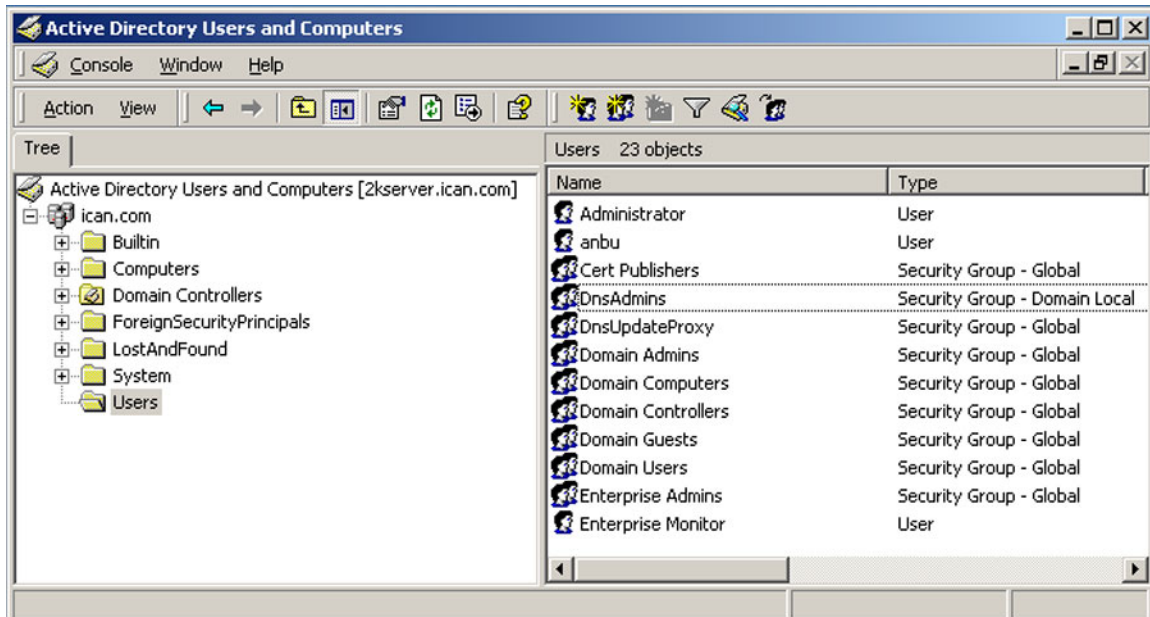 Active Directory Users and Computers
Console Window Help
Action View
Tree
Users 23 objects
Active Directory Users and Computers [2kserver.ican.com]
ican.com
Builtin
Computers
Domain Controllers
ForeignSecurityPrincipals
LostAndFound
System
Users
Name Type
Administrator User
anbu User
Cert Publishers Security Group - Global
DnsAdmins Security Group - Domain Local
DnsUpdateProxy Security Group - Global
Domain Admins Security Group - Global
Domain Computers Security Group - Global
Domain Controllers Security Group - Global
Domain Guests Security Group - Global
Domain Users Security Group - Global
Enterprise Admins Security Group - Global
Enterprise Monitor User